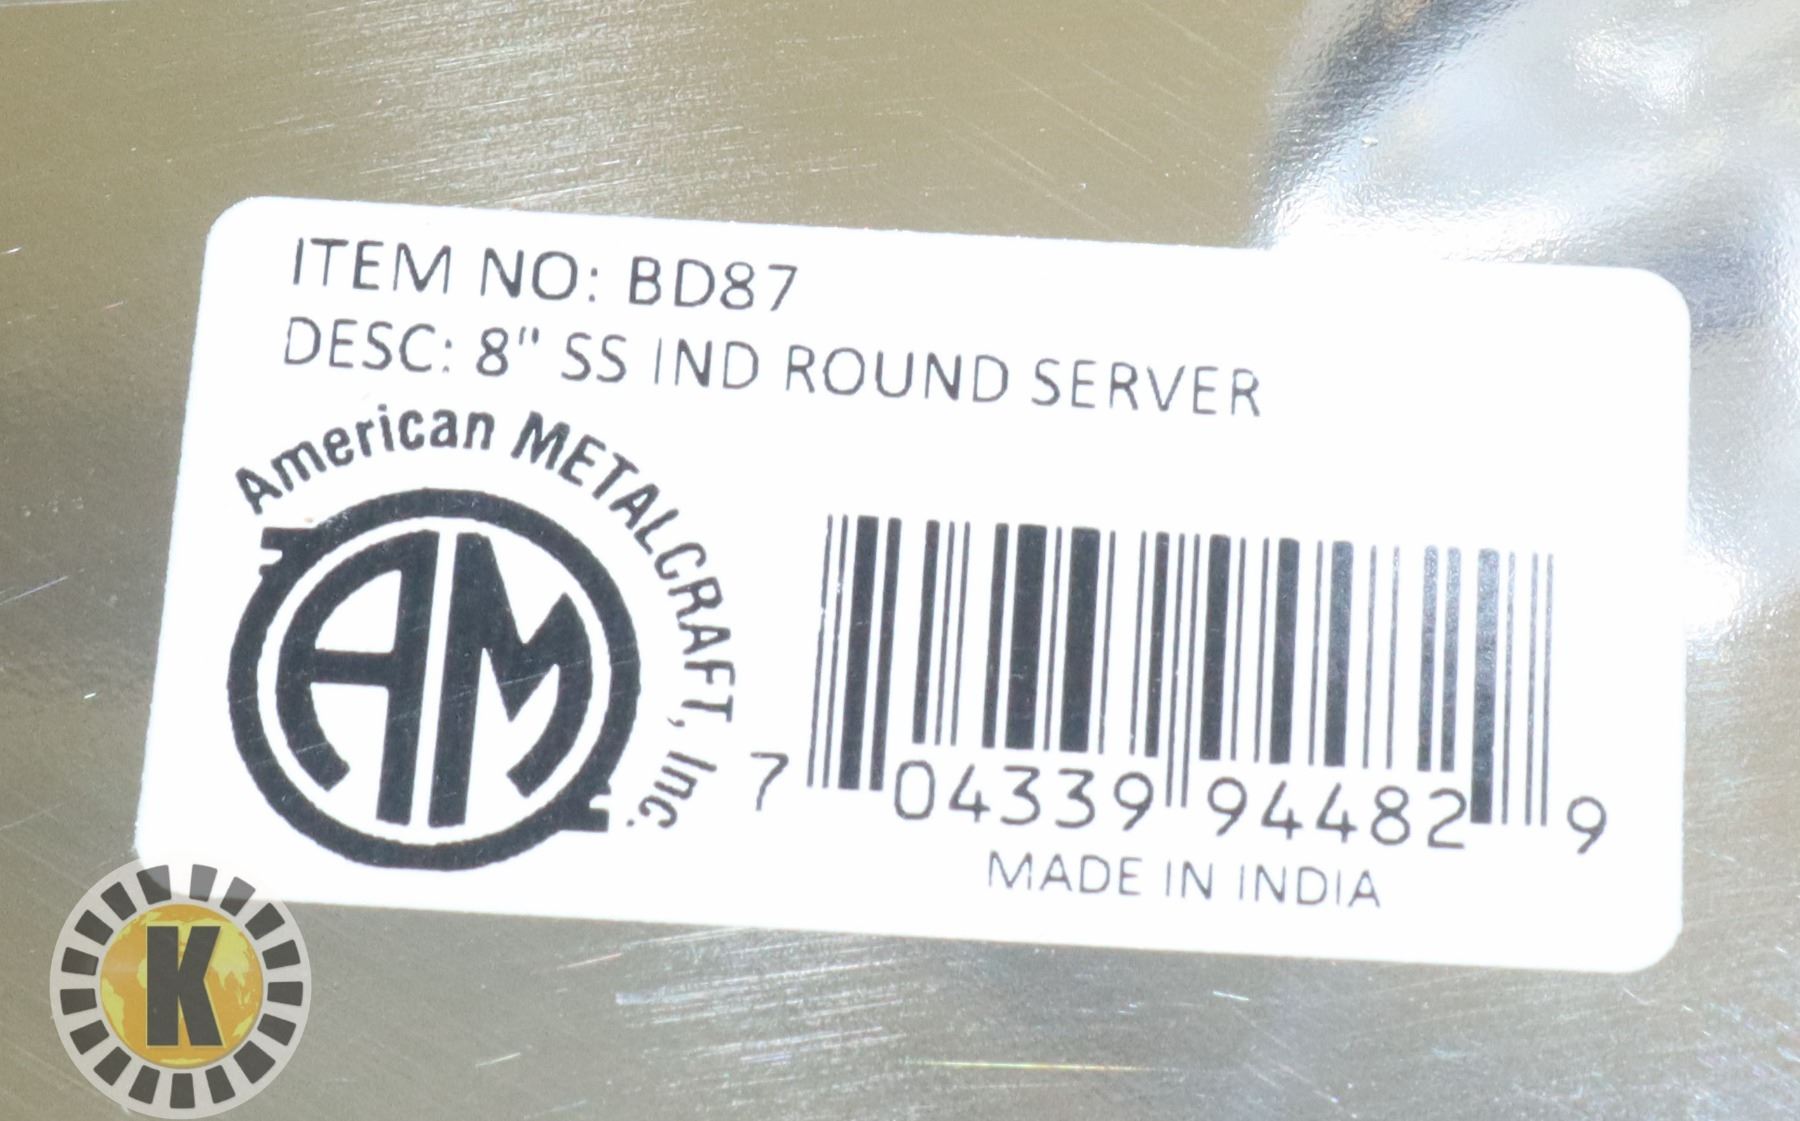 ITEM NO: BD87
DESC: 8" SS IND ROUND SERVER
American METALCRAFT, Inc.
AM
7 04339 94482 9
MADE IN INDIA
K